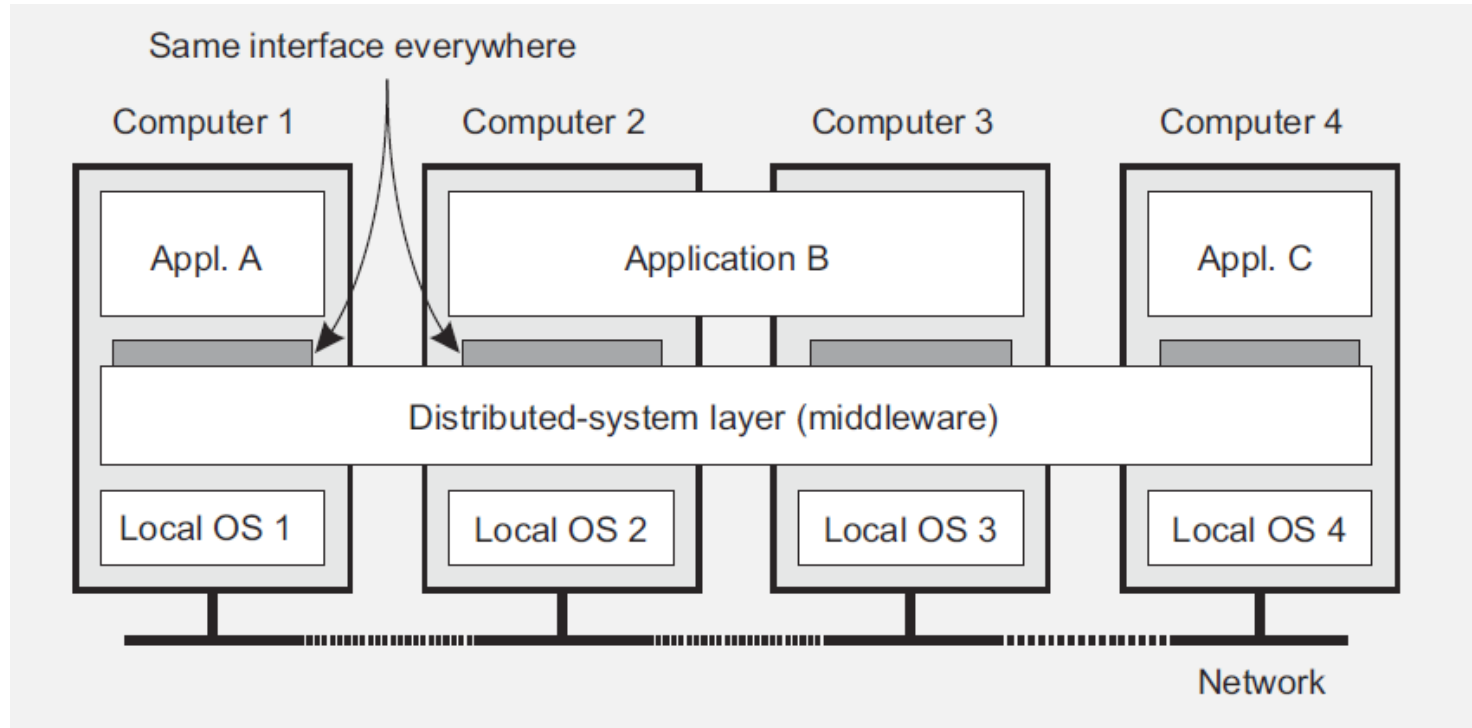 Same interface everywhere
Computer 1
Computer 2
Computer 3
Computer 4
Appl. A
Application B
Appl. C
Distributed-system layer (middleware)
Local OS 1
Local OS 2
Local OS 3
Local OS 4
Network